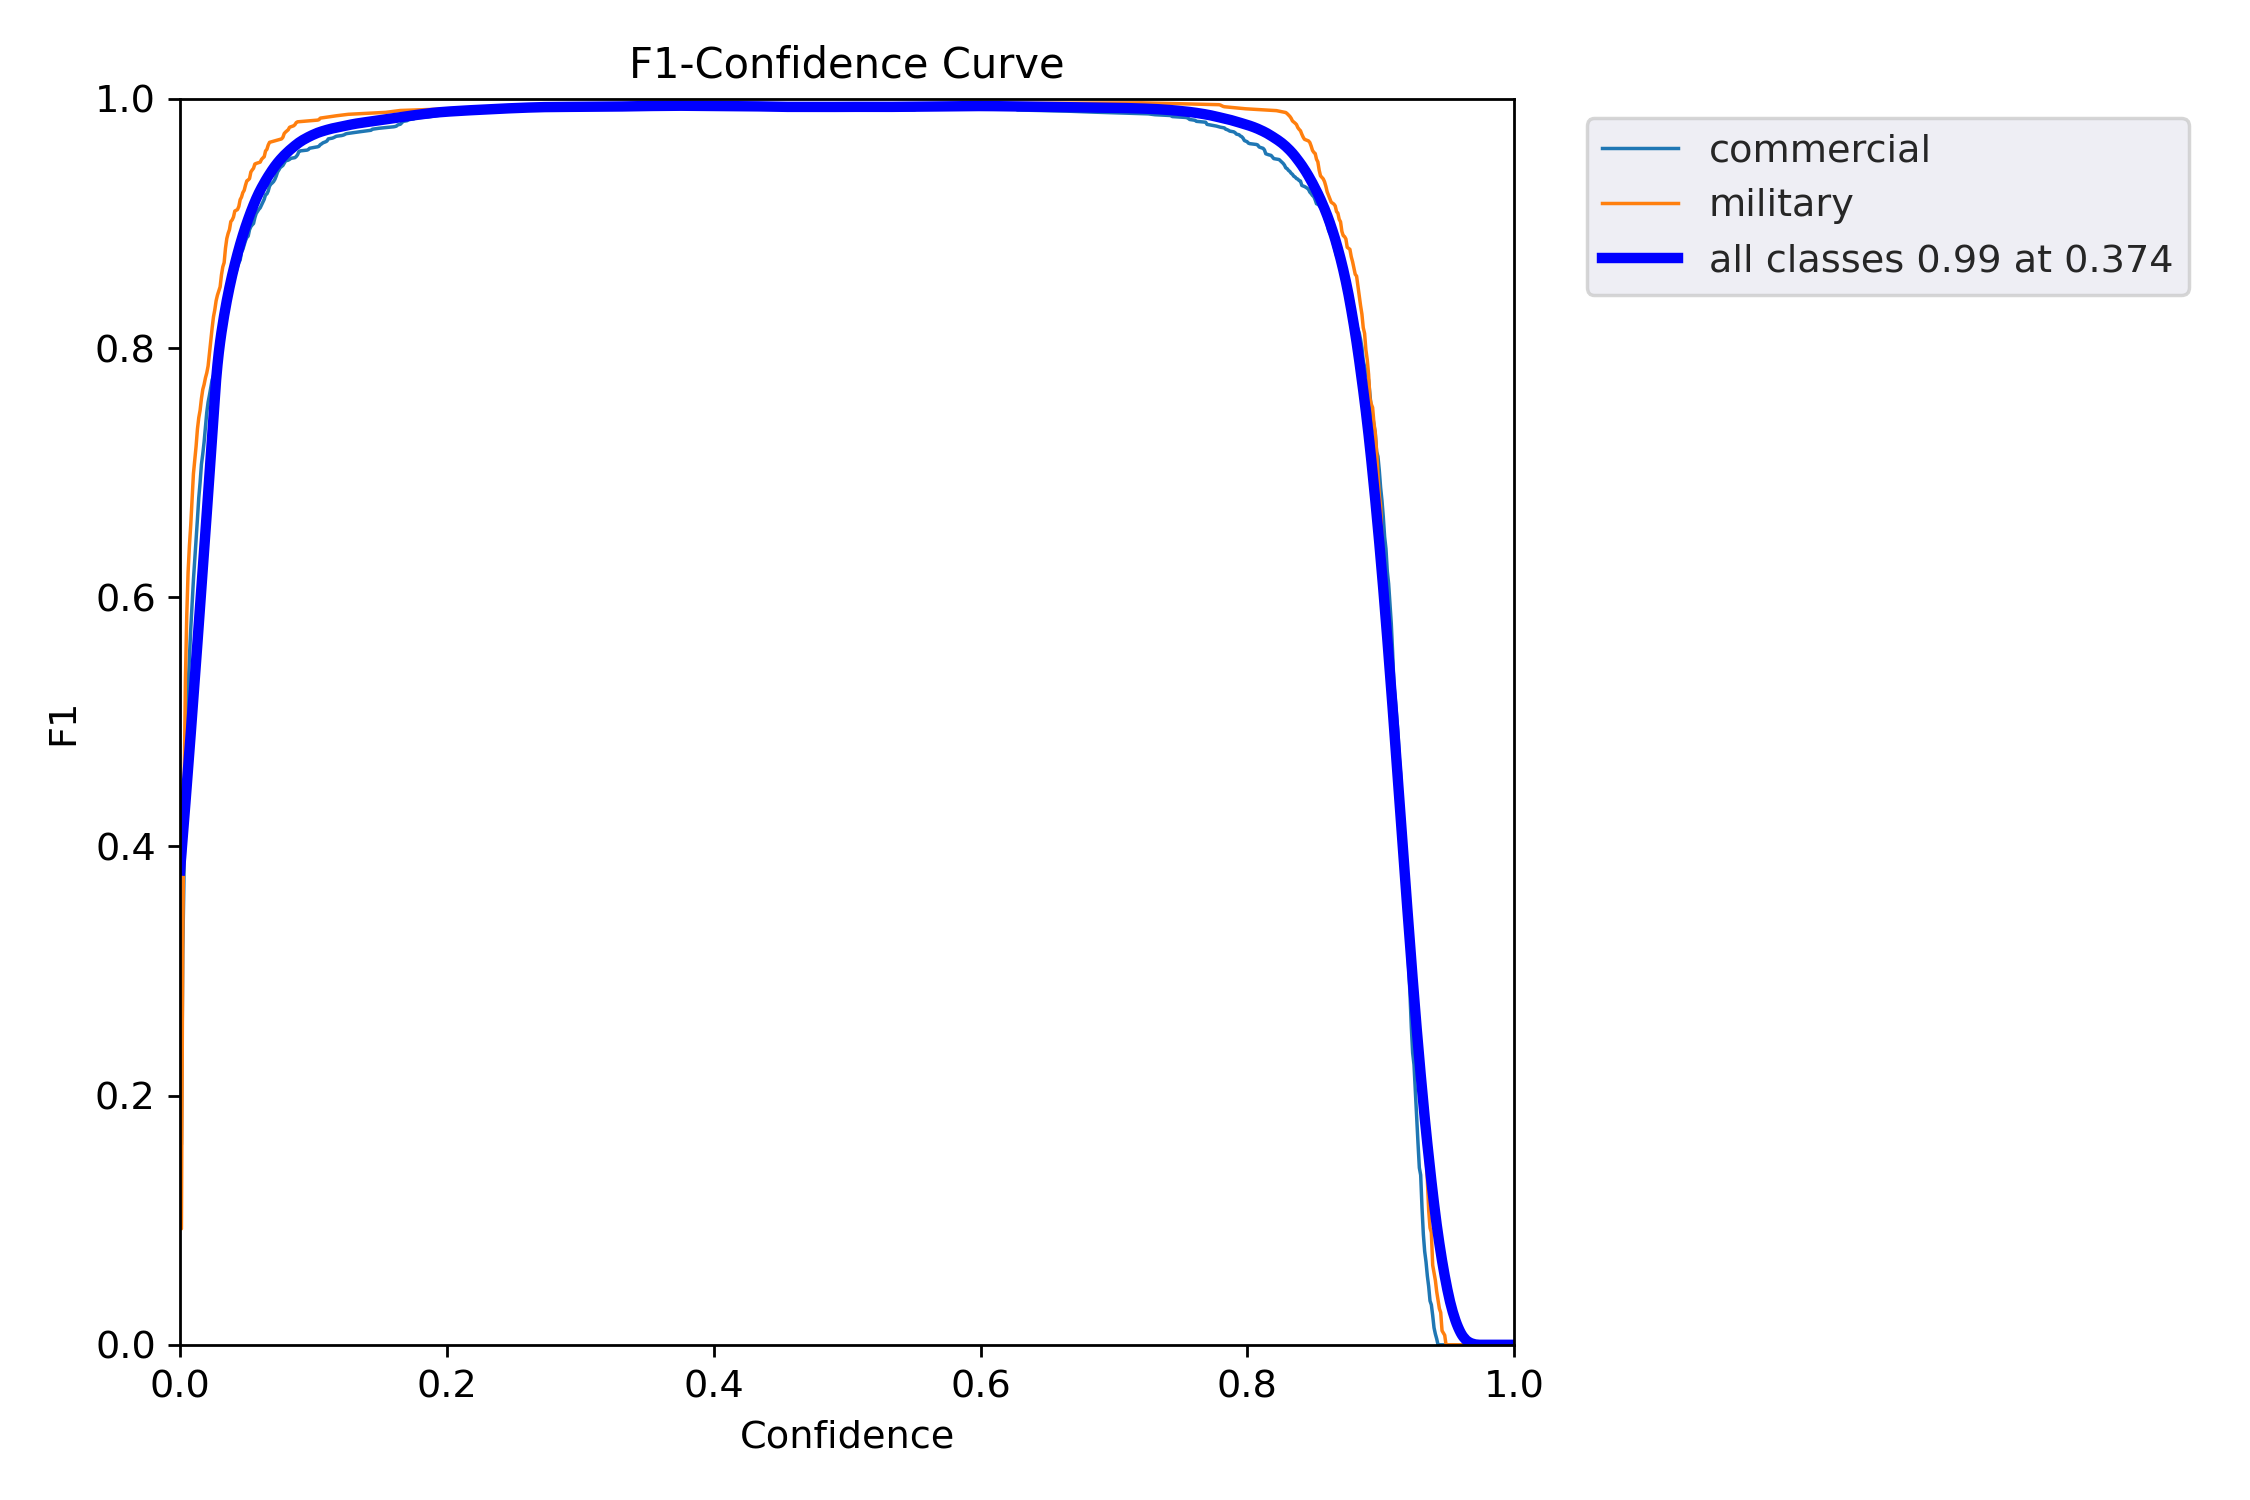 F1-Confidence Curve
1.0
0.8
0.6
0.4
0.2
0.0
F1
0.0 0.2 0.4 0.6 0.8 1.0
Confidence
commercial
military
all classes 0.99 at 0.374